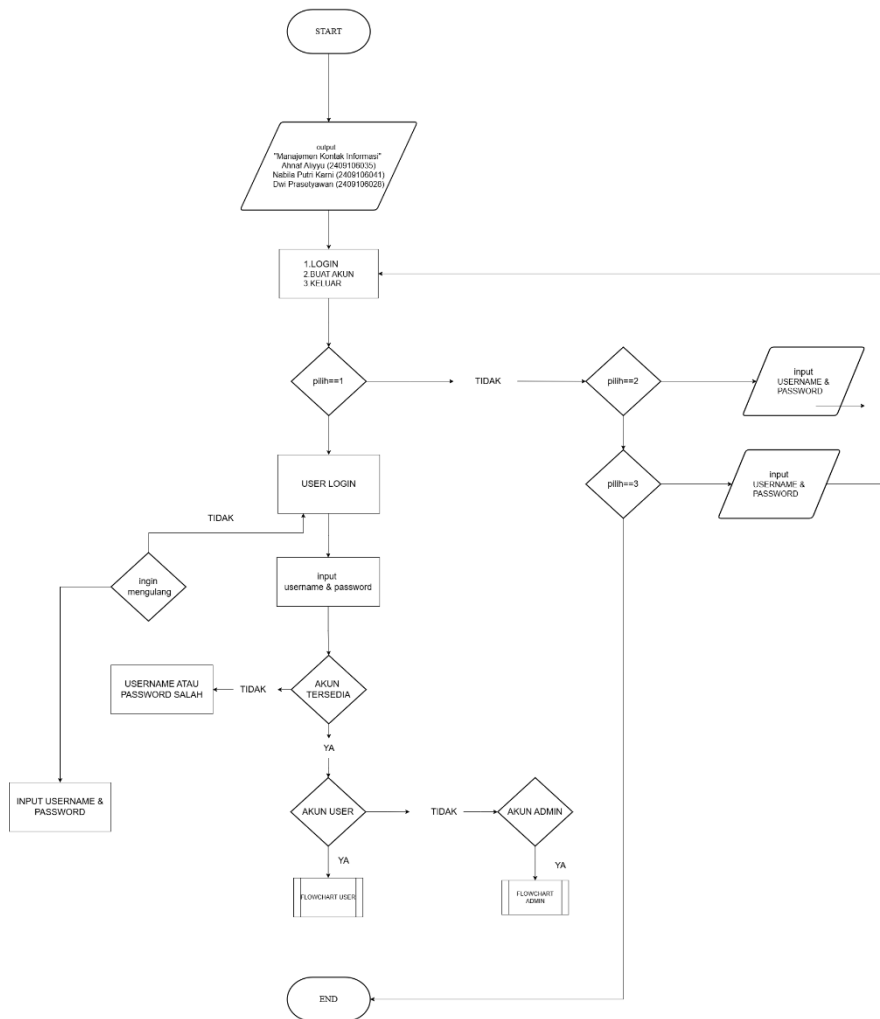 START
output
"Manajemen Kontak Informasi"
Ahnaf Aliyyu (2409106035)
Nabila Putri Karni (2409106041)
Dwi Prasetyawan (2409106028)
1.LOGIN
2.BUAT AKUN
3 KELUAR
pilih==1
TIDAK
pilih==2
input
USERNAME &
PASSWORD
USER LOGIN
pilih==3
input
USERNAME &
PASSWORD
TIDAK
ingin
mengulang
input
username & password
USERNAME ATAU
PASSWORD SALAH
TIDAK
AKUN
TERSEDIA
YA
INPUT USERNAME &
PASSWORD
AKUN USER
TIDAK
AKUN ADMIN
YA
YA
FLOWCHART USER
FLOWCHART
ADMIN
END